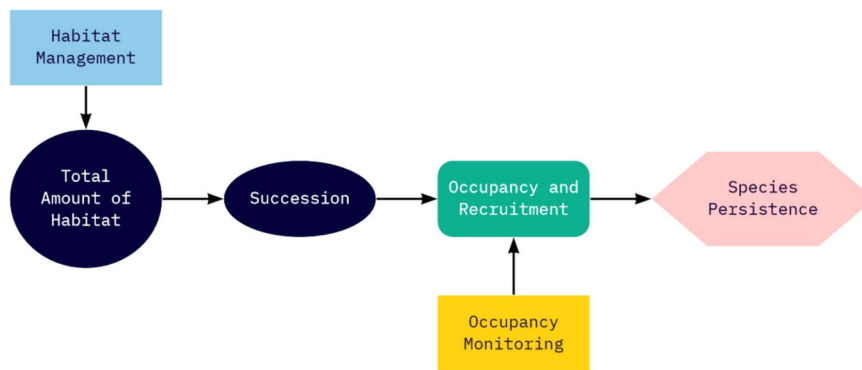 Habitat
Management
Total
Amount of
Habitat
Succession
Occupancy and
Recruitment
Species
Persistence
Occupancy
Monitoring